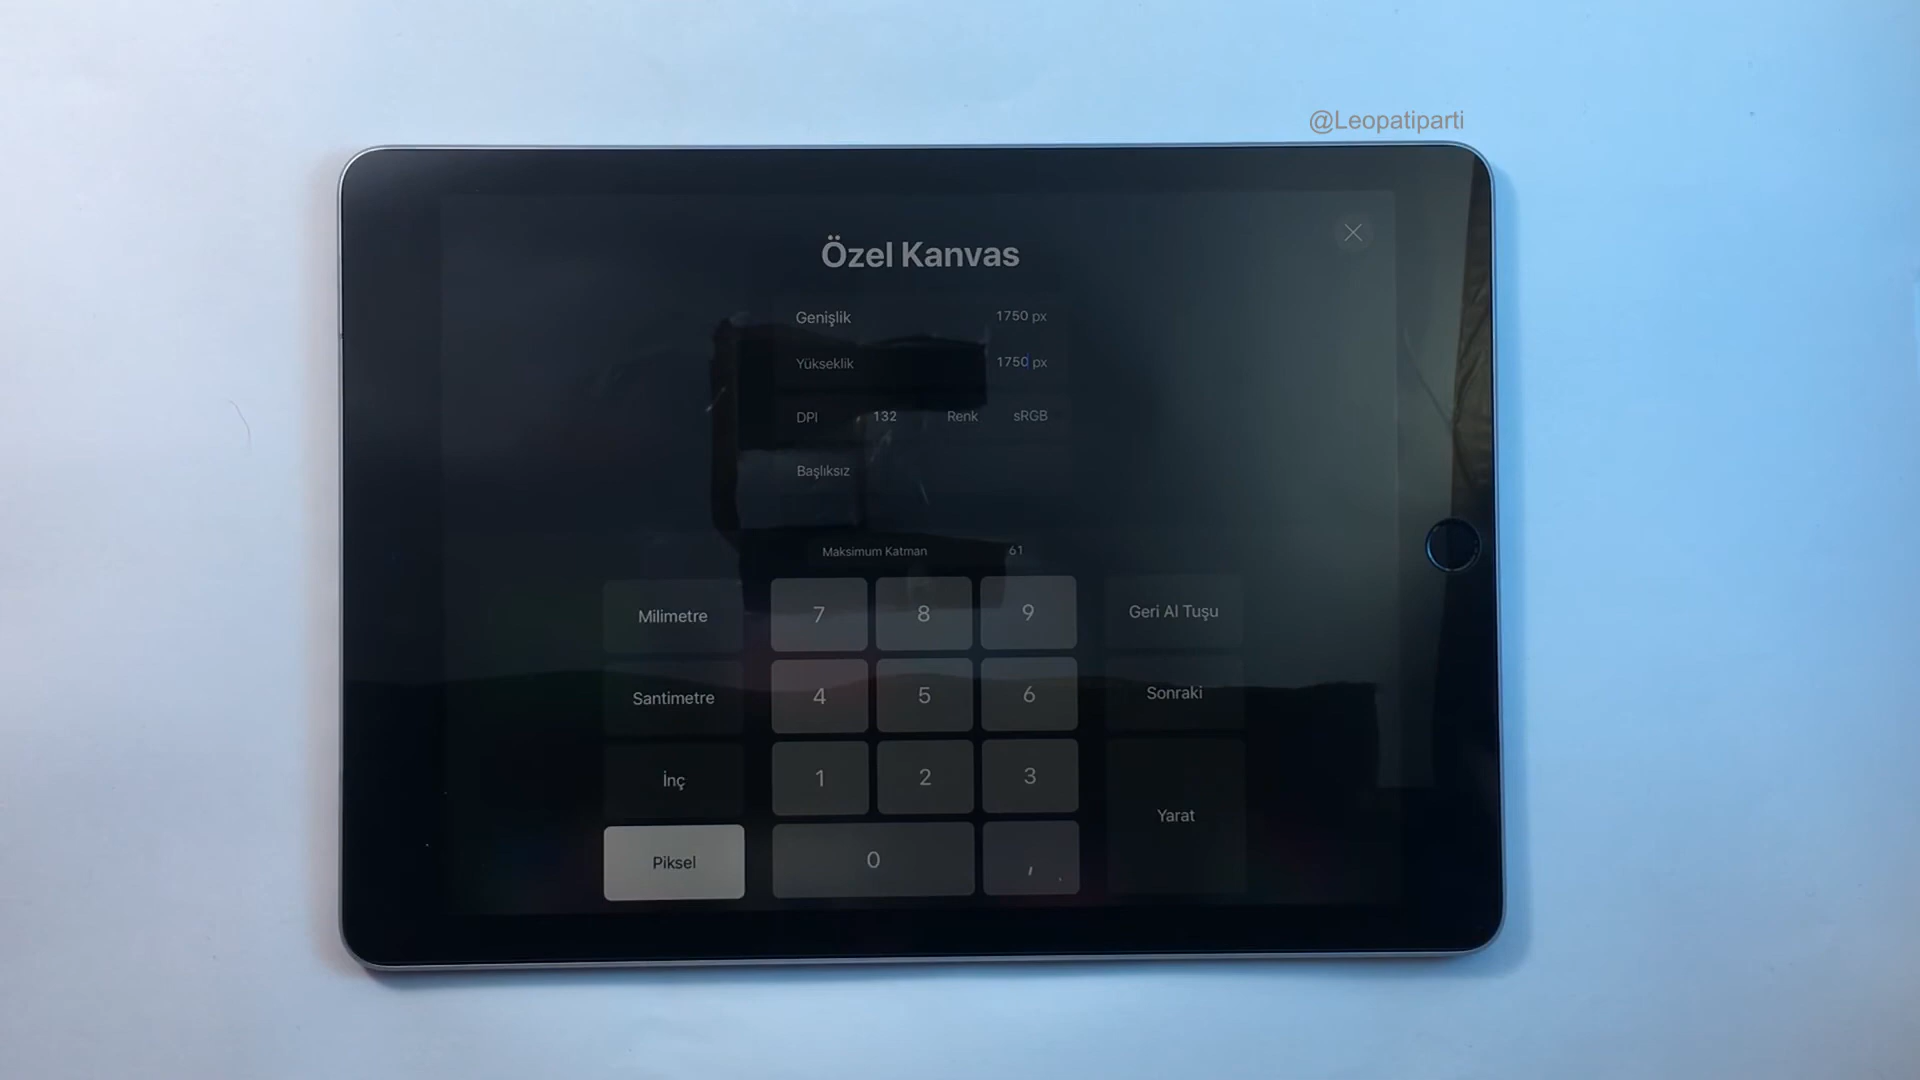 @Leopatiparti
Özel Kanvas
Genişlik 1750 px
Yükseklik 1750 px
DPI 132 Renk sRGB
Başlıksız
Maksimum Katman 61
Milimetre 7 8 9 Geri Al Tuşu
Santimetre 4 5 6 Sonraki
İnç 1 2 3
Yarat
Piksel 0 ,